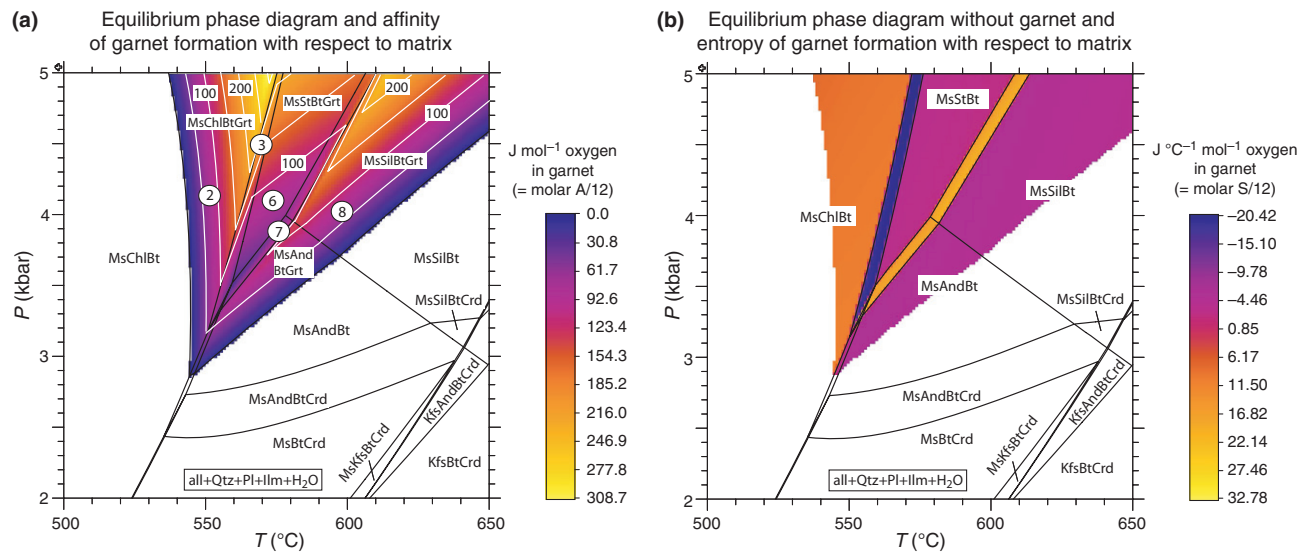 (a)
Equilibrium phase diagram and affinity
of garnet formation with respect to matrix
5
4
3
2
P (kbar)
500
550
600
650
T (°C)
100
200
MsStBtGrt
200
MsChlBtGrt
100
3
100
MsSilBtGrt
2
6
8
7
MsAnd
BtGrt
MsChlBt
MsSilBt
MsSilBtCrd
MsAndBt
MsAndBtCrd
KfsAndBtCrd
MsBtCrd
MsKfsBtCrd
KfsBtCrd
all+Qtz+Pl+Ilm+H2O
J mol−1 oxygen
in garnet
(= molar A/12)
0.0
30.8
61.7
92.6
123.4
154.3
185.2
216.0
246.9
277.8
308.7
(b)
Equilibrium phase diagram without garnet and
entropy of garnet formation with respect to matrix
5
4
3
2
P (kbar)
500
550
600
650
T (°C)
MsStBt
MsSilBt
MsChlBt
MsAndBt
MsSilBtCrd
MsAndBtCrd
KfsAndBtCrd
MsBtCrd
MsKfsBtCrd
KfsBtCrd
all+Qtz+Pl+Ilm+H2O
J °C−1 mol−1 oxygen
in garnet
(= molar S/12)
−20.42
−15.10
−9.78
−4.46
0.85
6.17
11.50
16.82
22.14
27.46
32.78